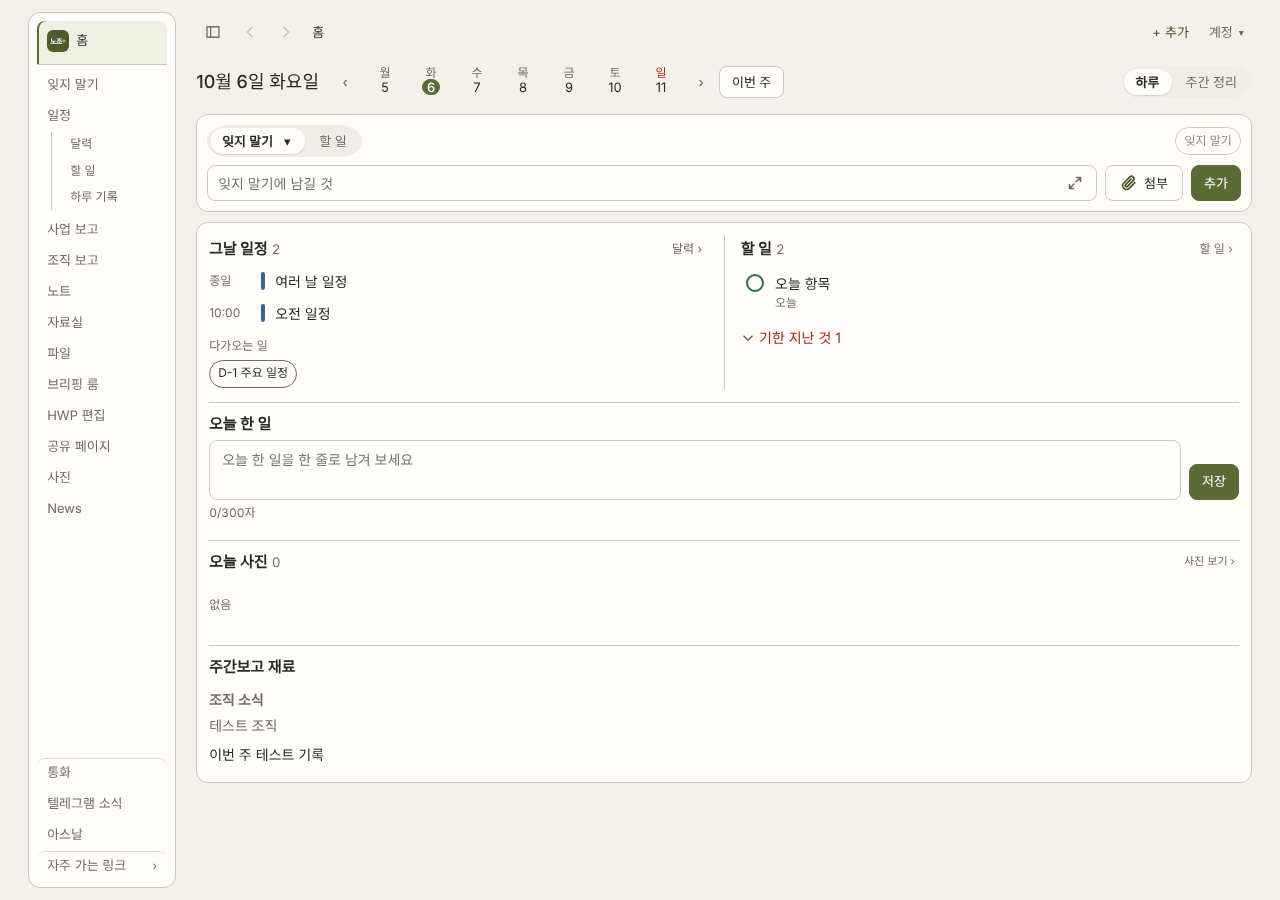 홈
잊지 말기
일정
달력
할 일
하루 기록
사업 보고
조직 보고
노트
자료실
파일
브리핑 룸
HWP 편집
공유 페이지
사진
News
통화
텔레그램 소식
아스날
자주 가는 링크 ›
홈
+ 추가 계정 ▾
10월 6일 화요일 ‹ 월 5 화 6 수 7 목 8 금 9 토 10 일 11 › 이번 주
하루 주간 정리
잊지 말기 ▾ 할 일 잊지 말기
잊지 말기에 남길 것 첨부 추가
그날 일정 2 달력 ›
종일 여러 날 일정
10:00 오전 일정
다가오는 일
D-1 주요 일정
할 일 2 할 일 ›
오늘 항목
오늘
기한 지난 것 1
오늘 한 일
오늘 한 일을 한 줄로 남겨 보세요
저장
0/300자
오늘 사진 0 사진 보기 ›
없음
주간보고 재료
조직 소식
테스트 조직
이번 주 테스트 기록